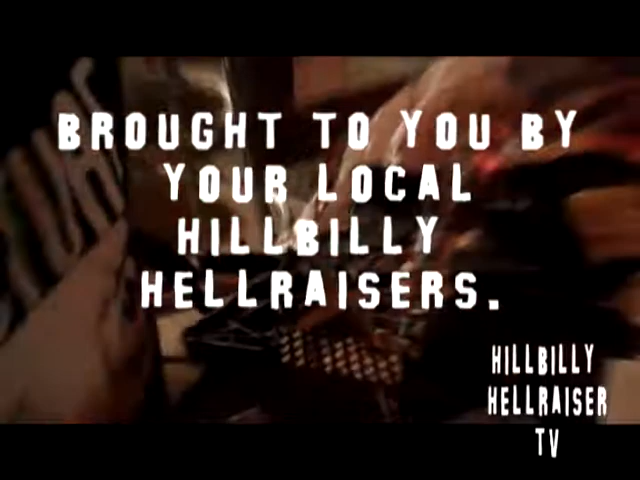 BROUGHT TO YOU BY
YOUR LOCAL
HILLBILLY
HELLRAISERS.
HILLBILLY
HELLRAISER
TV